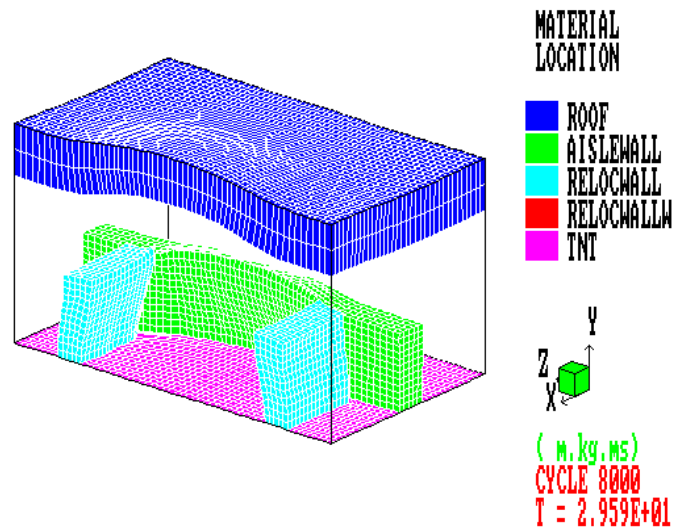 MATERIAL
LOCATION
ROOF
AISLEWALL
RELOCWALL
RELOCWALLW
TNT
Y
Z
X
( m.kg.ms)
CYCLE 8000
T = 2.959E+01